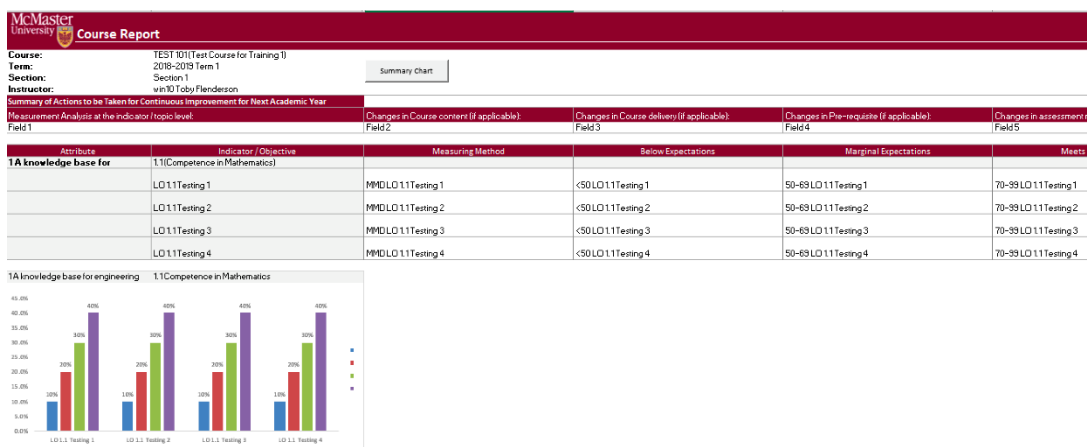 McMaster
University
Course Report
Course: TEST 101(Test Course for Training 1)
Term: 2018-2019 Term 1
Section: Section 1
Instructor: win10 Toby Flenderson
Summary Chart
Summary of Actions to be Taken for Continuous Improvement for Next Academic Year
Measurement Analysis at the indicator / topic level: Changes in Course content (if applicable): Changes in Course delivery (if applicable): Changes in Pre-requisite (if applicable): Changes in assessment
Field 1 Field 2 Field 3 Field 4 Field 5
Attribute Indicator / Objective Measuring Method Below Expectations Marginal Expectations Meets
1 A knowledge base for 1.1(Competence in Mathematics)
LO 1.1 Testing 1 MMD LO 1.1 Testing 1 <50 LO 1.1 Testing 1 50-69 LO 1.1 Testing 1 70-99 LO 1.1 Testing 1
LO 1.1 Testing 2 MMD LO 1.1 Testing 2 <50 LO 1.1 Testing 2 50-69 LO 1.1 Testing 2 70-99 LO 1.1 Testing 2
LO 1.1 Testing 3 MMD LO 1.1 Testing 3 <50 LO 1.1 Testing 3 50-69 LO 1.1 Testing 3 70-99 LO 1.1 Testing 3
LO 1.1 Testing 4 MMD LO 1.1 Testing 4 <50 LO 1.1 Testing 4 50-69 LO 1.1 Testing 4 70-99 LO 1.1 Testing 4
1 A knowledge base for engineering 1.1 Competence in Mathematics
45.0%
40.0%
35.0%
30.0%
25.0%
20.0%
15.0%
10.0%
5.0%
0.0%
10% 20% 30% 40% 10% 20% 30% 40% 10% 20% 30% 40% 10% 20% 30% 40%
LO 1.1 Testing 1 LO 1.1 Testing 2 LO 1.1 Testing 3 LO 1.1 Testing 4